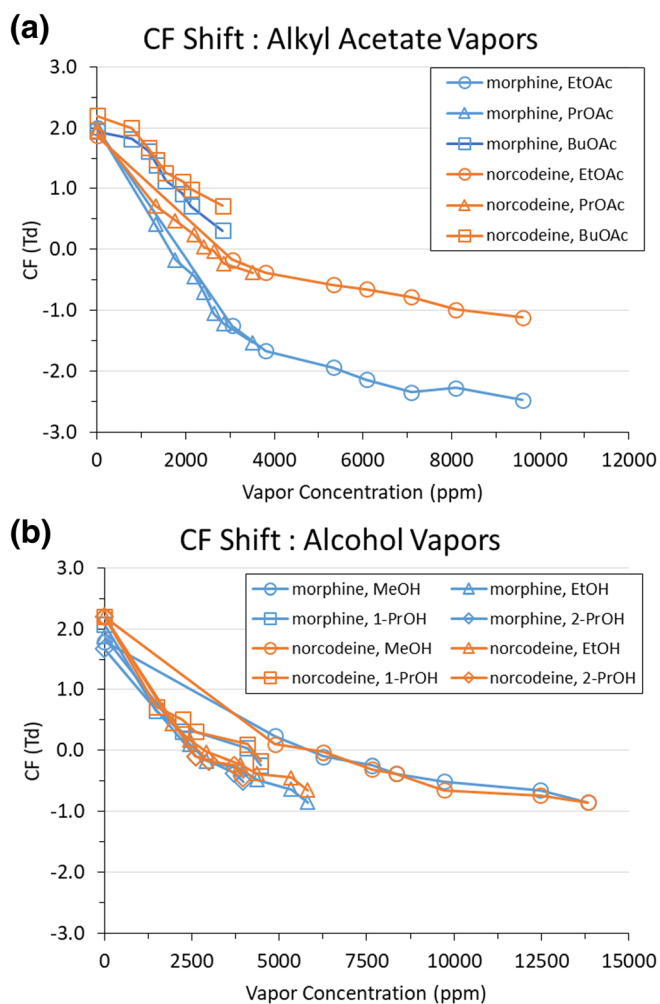 (a)
CF Shift : Alkyl Acetate Vapors
3.0
2.0
1.0
0.0
-1.0
-2.0
-3.0
CF (Td)
morphine, EtOAc
morphine, PrOAc
morphine, BuOAc
norcodeine, EtOAc
norcodeine, PrOAc
norcodeine, BuOAc
0 2000 4000 6000 8000 10000 12000
Vapor Concentration (ppm)
(b)
CF Shift : Alcohol Vapors
3.0
2.0
1.0
0.0
-1.0
-2.0
-3.0
CF (Td)
morphine, MeOH morphine, EtOH
morphine, 1-PrOH morphine, 2-PrOH
norcodeine, MeOH norcodeine, EtOH
norcodeine, 1-PrOH norcodeine, 2-PrOH
0 2500 5000 7500 10000 12500 15000
Vapor Concentration (ppm)